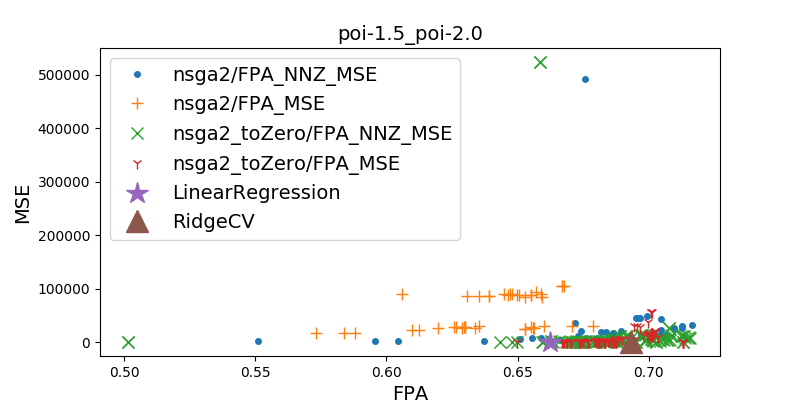 poi-1.5_poi-2.0
MSE
500000
400000
300000
200000
100000
0
nsga2/FPA_NNZ_MSE
nsga2/FPA_MSE
nsga2_toZero/FPA_NNZ_MSE
nsga2_toZero/FPA_MSE
LinearRegression
RidgeCV
0.50 0.55 0.60 0.65 0.70
FPA